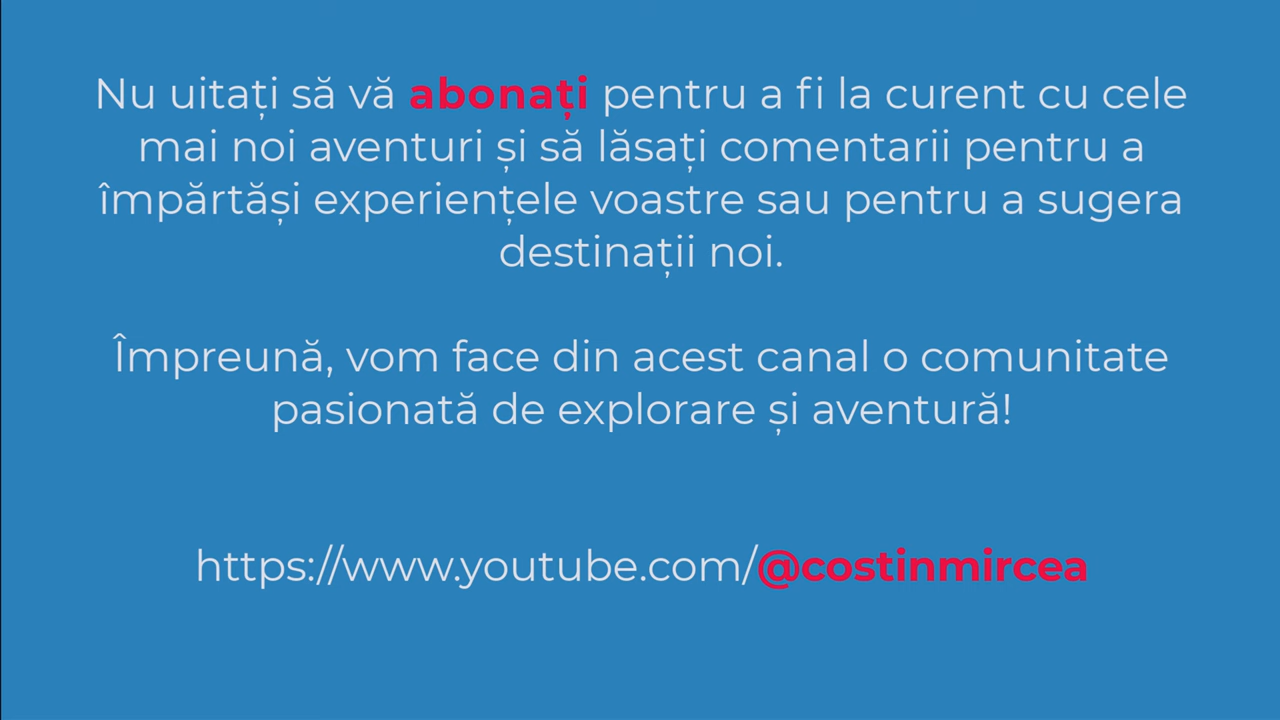 Nu uitați să vă abonați pentru a fi la curent cu cele
mai noi aventuri și să lăsați comentarii pentru a
împărtăși experiențele voastre sau pentru a sugera
destinații noi.
Împreună, vom face din acest canal o comunitate
pasionată de explorare și aventură!
https://www.youtube.com/@costinmircea